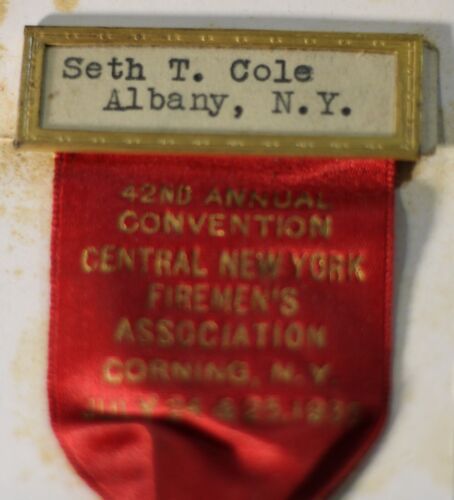 Seth T. Cole
Albany, N.Y.
42ND ANNUAL
CONVENTION
CENTRAL NEW YORK
FIREMEN'S
ASSOCIATION
CORNING, N.Y.
JULY 24 & 25,